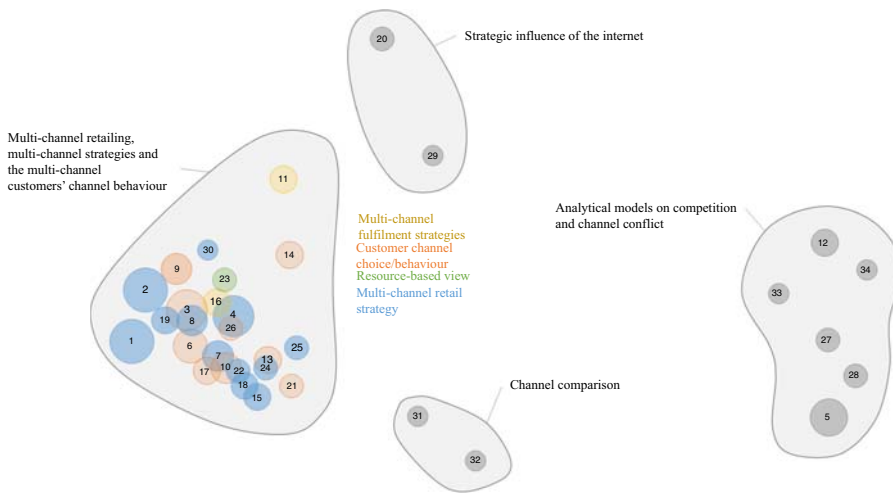 20
Strategic influence of the internet
29
Multi-channel retailing,
multi-channel strategies and
the multi-channel
customers' channel behaviour
11
30
14
9
23
2
16
3
4
19
8
26
1
6
7
25
13
17
10
22
24
18
21
15
Multi-channel
fulfilment strategies
Customer channel
choice/behaviour
Resource-based view
Multi-channel retail
strategy
Analytical models on competition
and channel conflict
12
34
33
27
28
5
Channel comparison
31
32